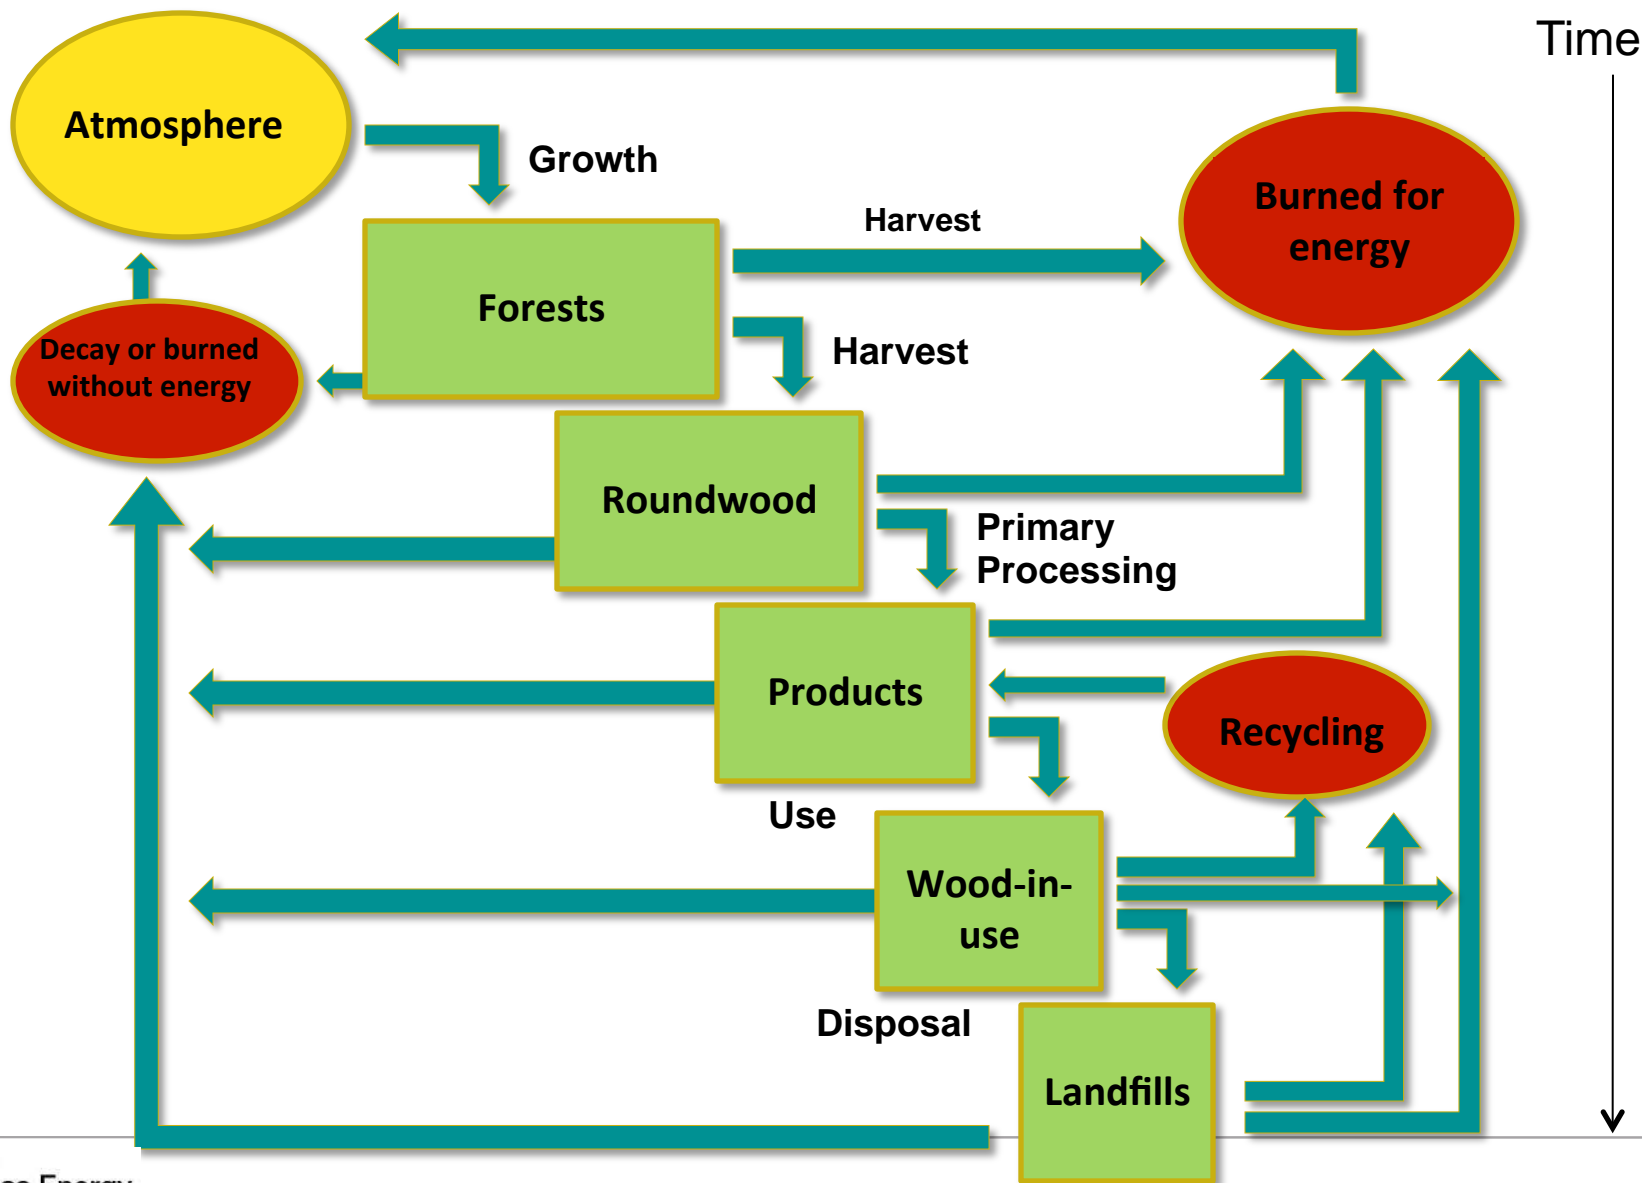 Time
Atmosphere
Growth
Burned for
energy
Harvest
Forests
Decay or burned
without energy
Harvest
Roundwood
Primary
Processing
Products
Recycling
Use
Wood-in-
use
Disposal
Landfills
Energy